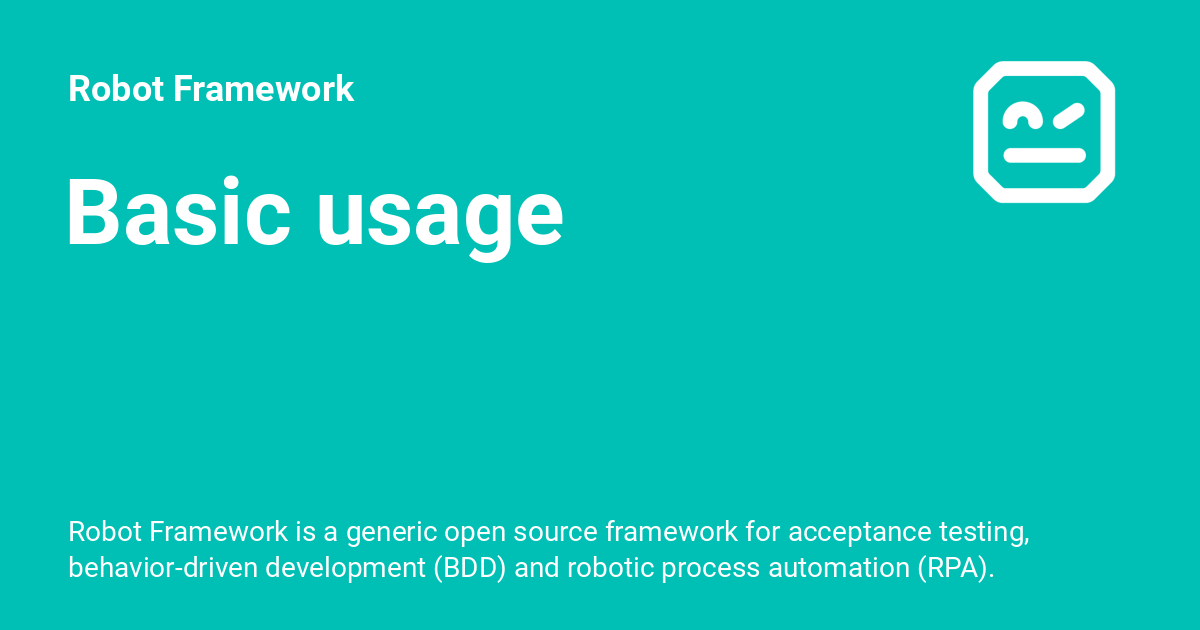 Robot Framework
Basic usage
Robot Framework is a generic open source framework for acceptance testing,
behavior-driven development (BDD) and robotic process automation (RPA).